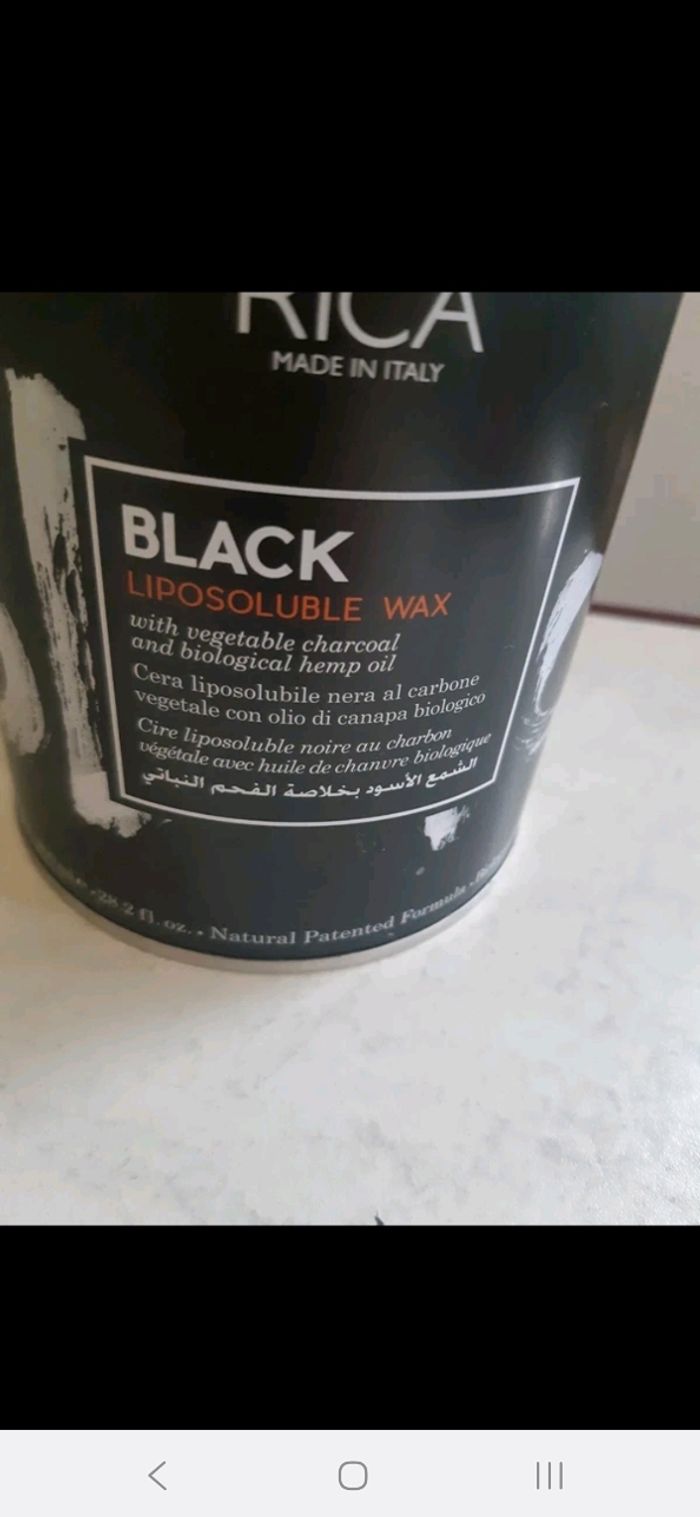 RICA
MADE IN ITALY
BLACK
LIPOSOLUBLE WAX
with vegetable charcoal
and biological hemp oil
Cera liposolubile nera al carbone
vegetale con olio di canapa biologico
Cire liposoluble noire au charbon
végétale avec huile de chanvre biologique
الشمع الأسود بخلاصة الفحم النباتي
28.2 fl. oz. • Natural Patented Formula